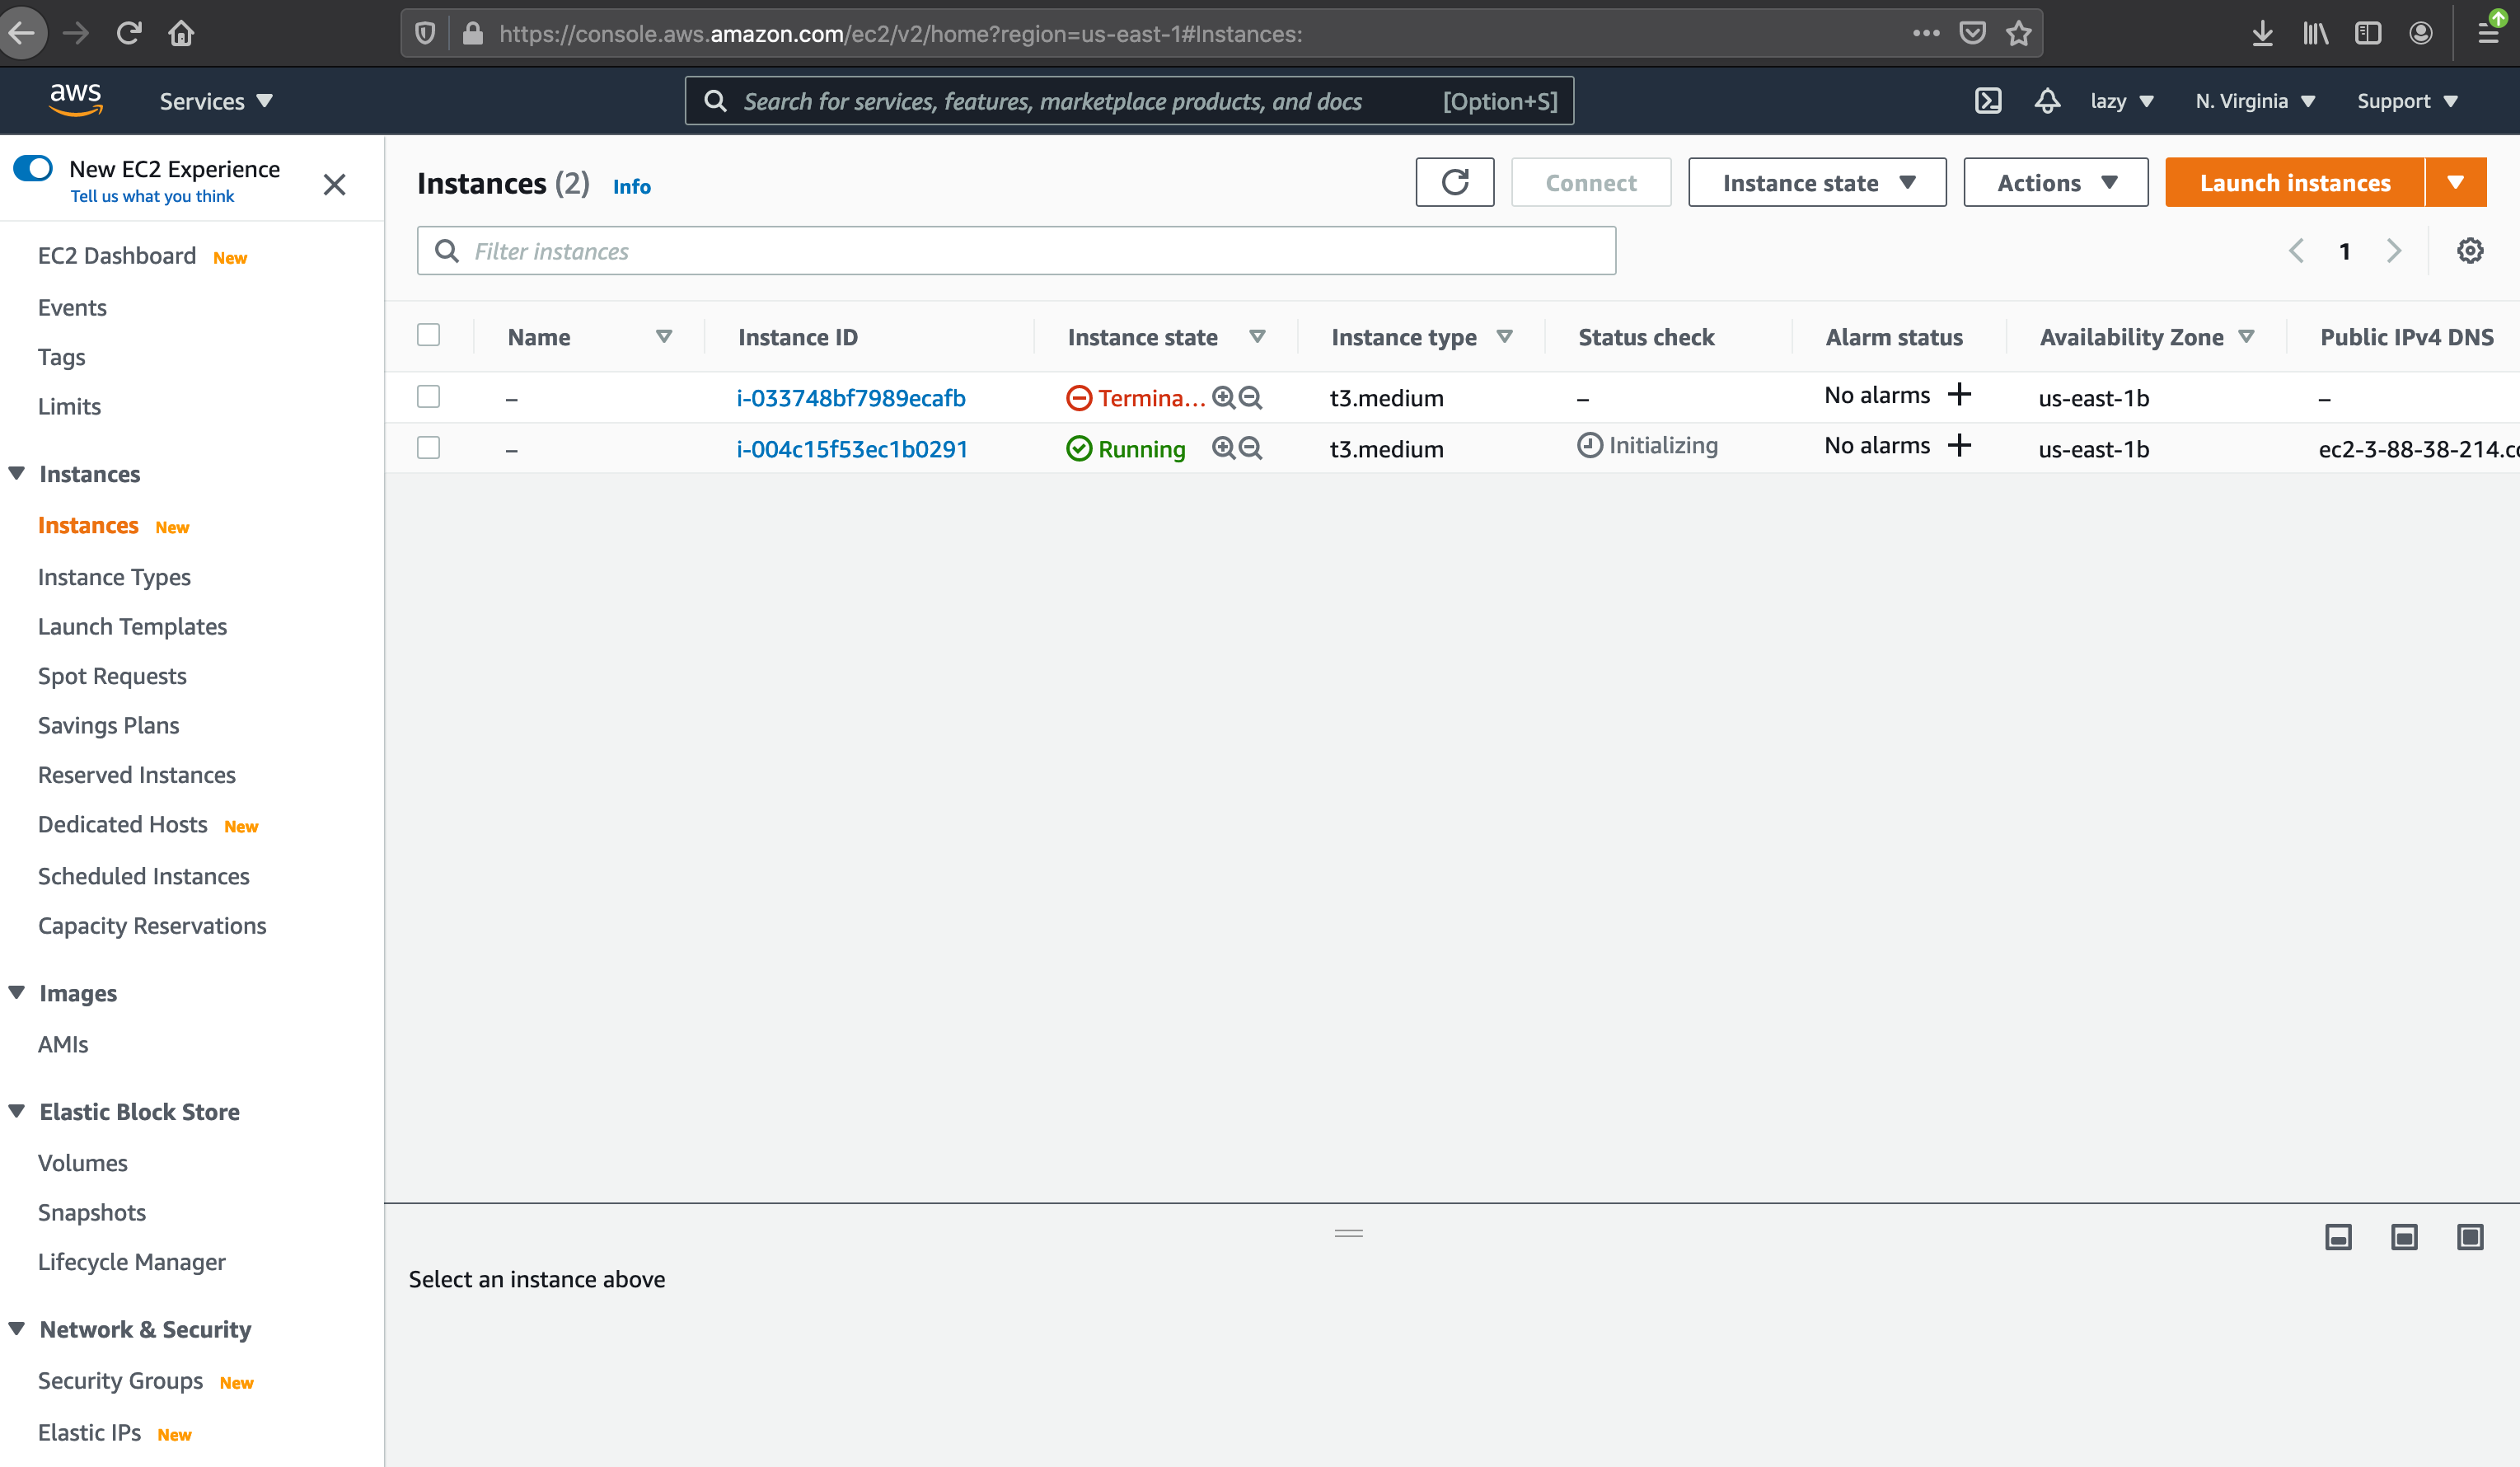 https://console.aws.amazon.com/ec2/v2/home?region=us-east-1#Instances:
aws
Services
Search for services, features, marketplace products, and docs [Option+S]
lazy
N. Virginia
Support
New EC2 Experience
Tell us what you think
EC2 Dashboard New
Events
Tags
Limits
Instances
Instances New
Instance Types
Launch Templates
Spot Requests
Savings Plans
Reserved Instances
Dedicated Hosts New
Scheduled Instances
Capacity Reservations
Images
AMIs
Elastic Block Store
Volumes
Snapshots
Lifecycle Manager
Network & Security
Security Groups New
Elastic IPs New
Instances (2) Info
Connect
Instance state
Actions
Launch instances
Filter instances
1
Name Instance ID Instance state Instance type Status check Alarm status Availability Zone Public IPv4 DNS
– i-033748bf7989ecafb Termina... t3.medium – No alarms + us-east-1b –
– i-004c15f53ec1b0291 Running t3.medium Initializing No alarms + us-east-1b ec2-3-88-38-214.co
Select an instance above